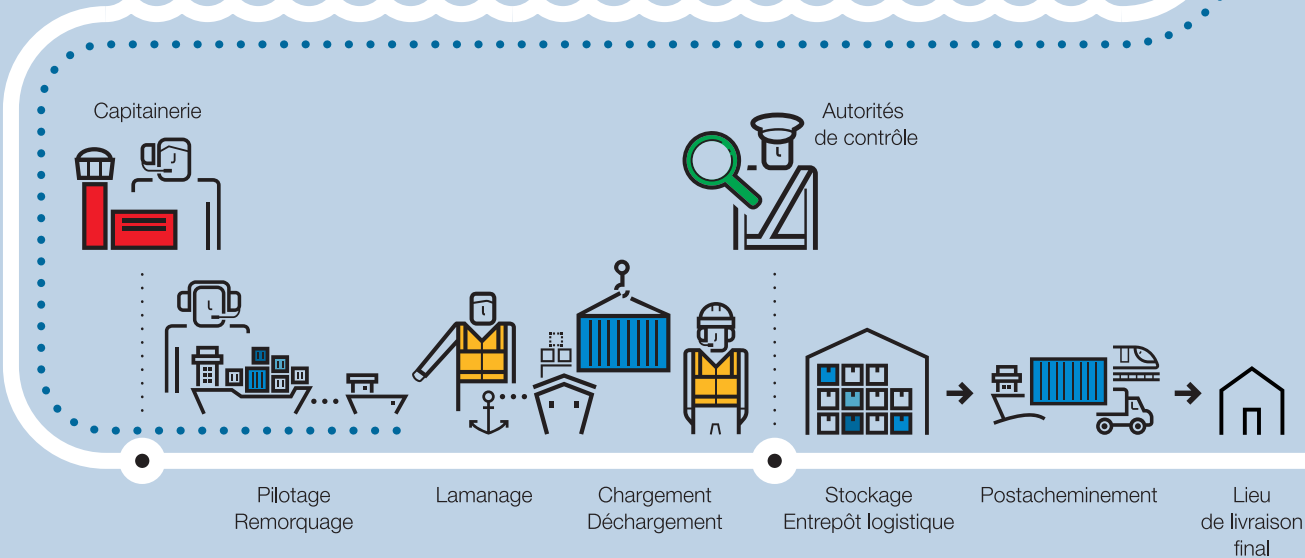 Capitainerie
Autorités
de contrôle
Pilotage
Remorquage
Lamanage
Chargement
Déchargement
Stockage
Entrepôt logistique
Postacheminement
Lieu
de livraison
final